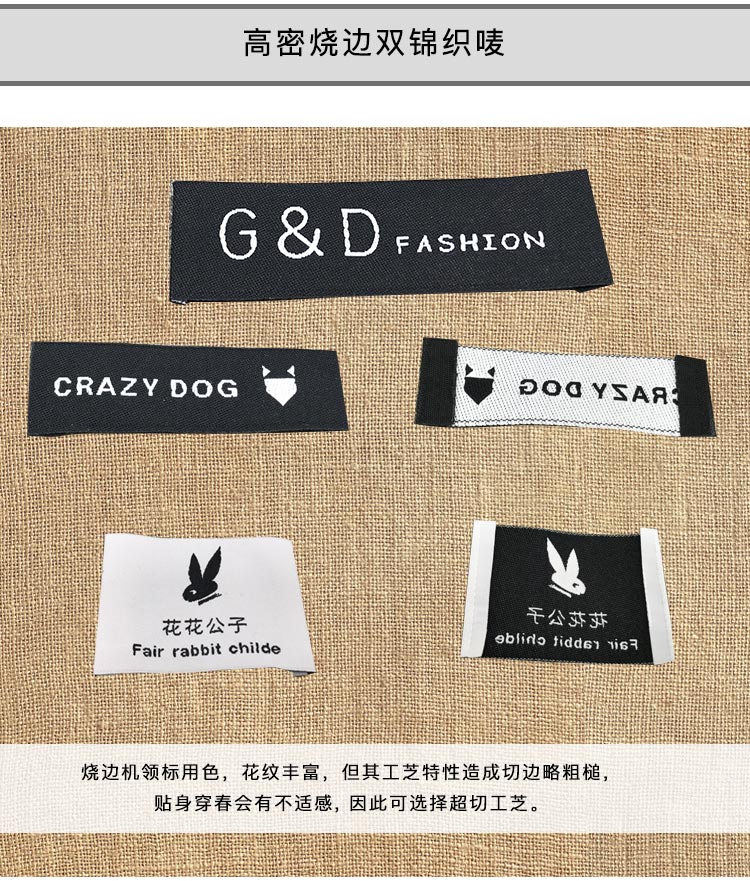 高密烧边双锦织唛
G & D FASHION
CRAZY DOG
CRAZY DOG
花花公子
Fair rabbit childe
花花公子
Fair rabbit childe
烧边机领标用色，花纹丰富，但其工芝特性造成切边略粗槌，
贴身穿春会有不适感，因此可选择超切工芝。